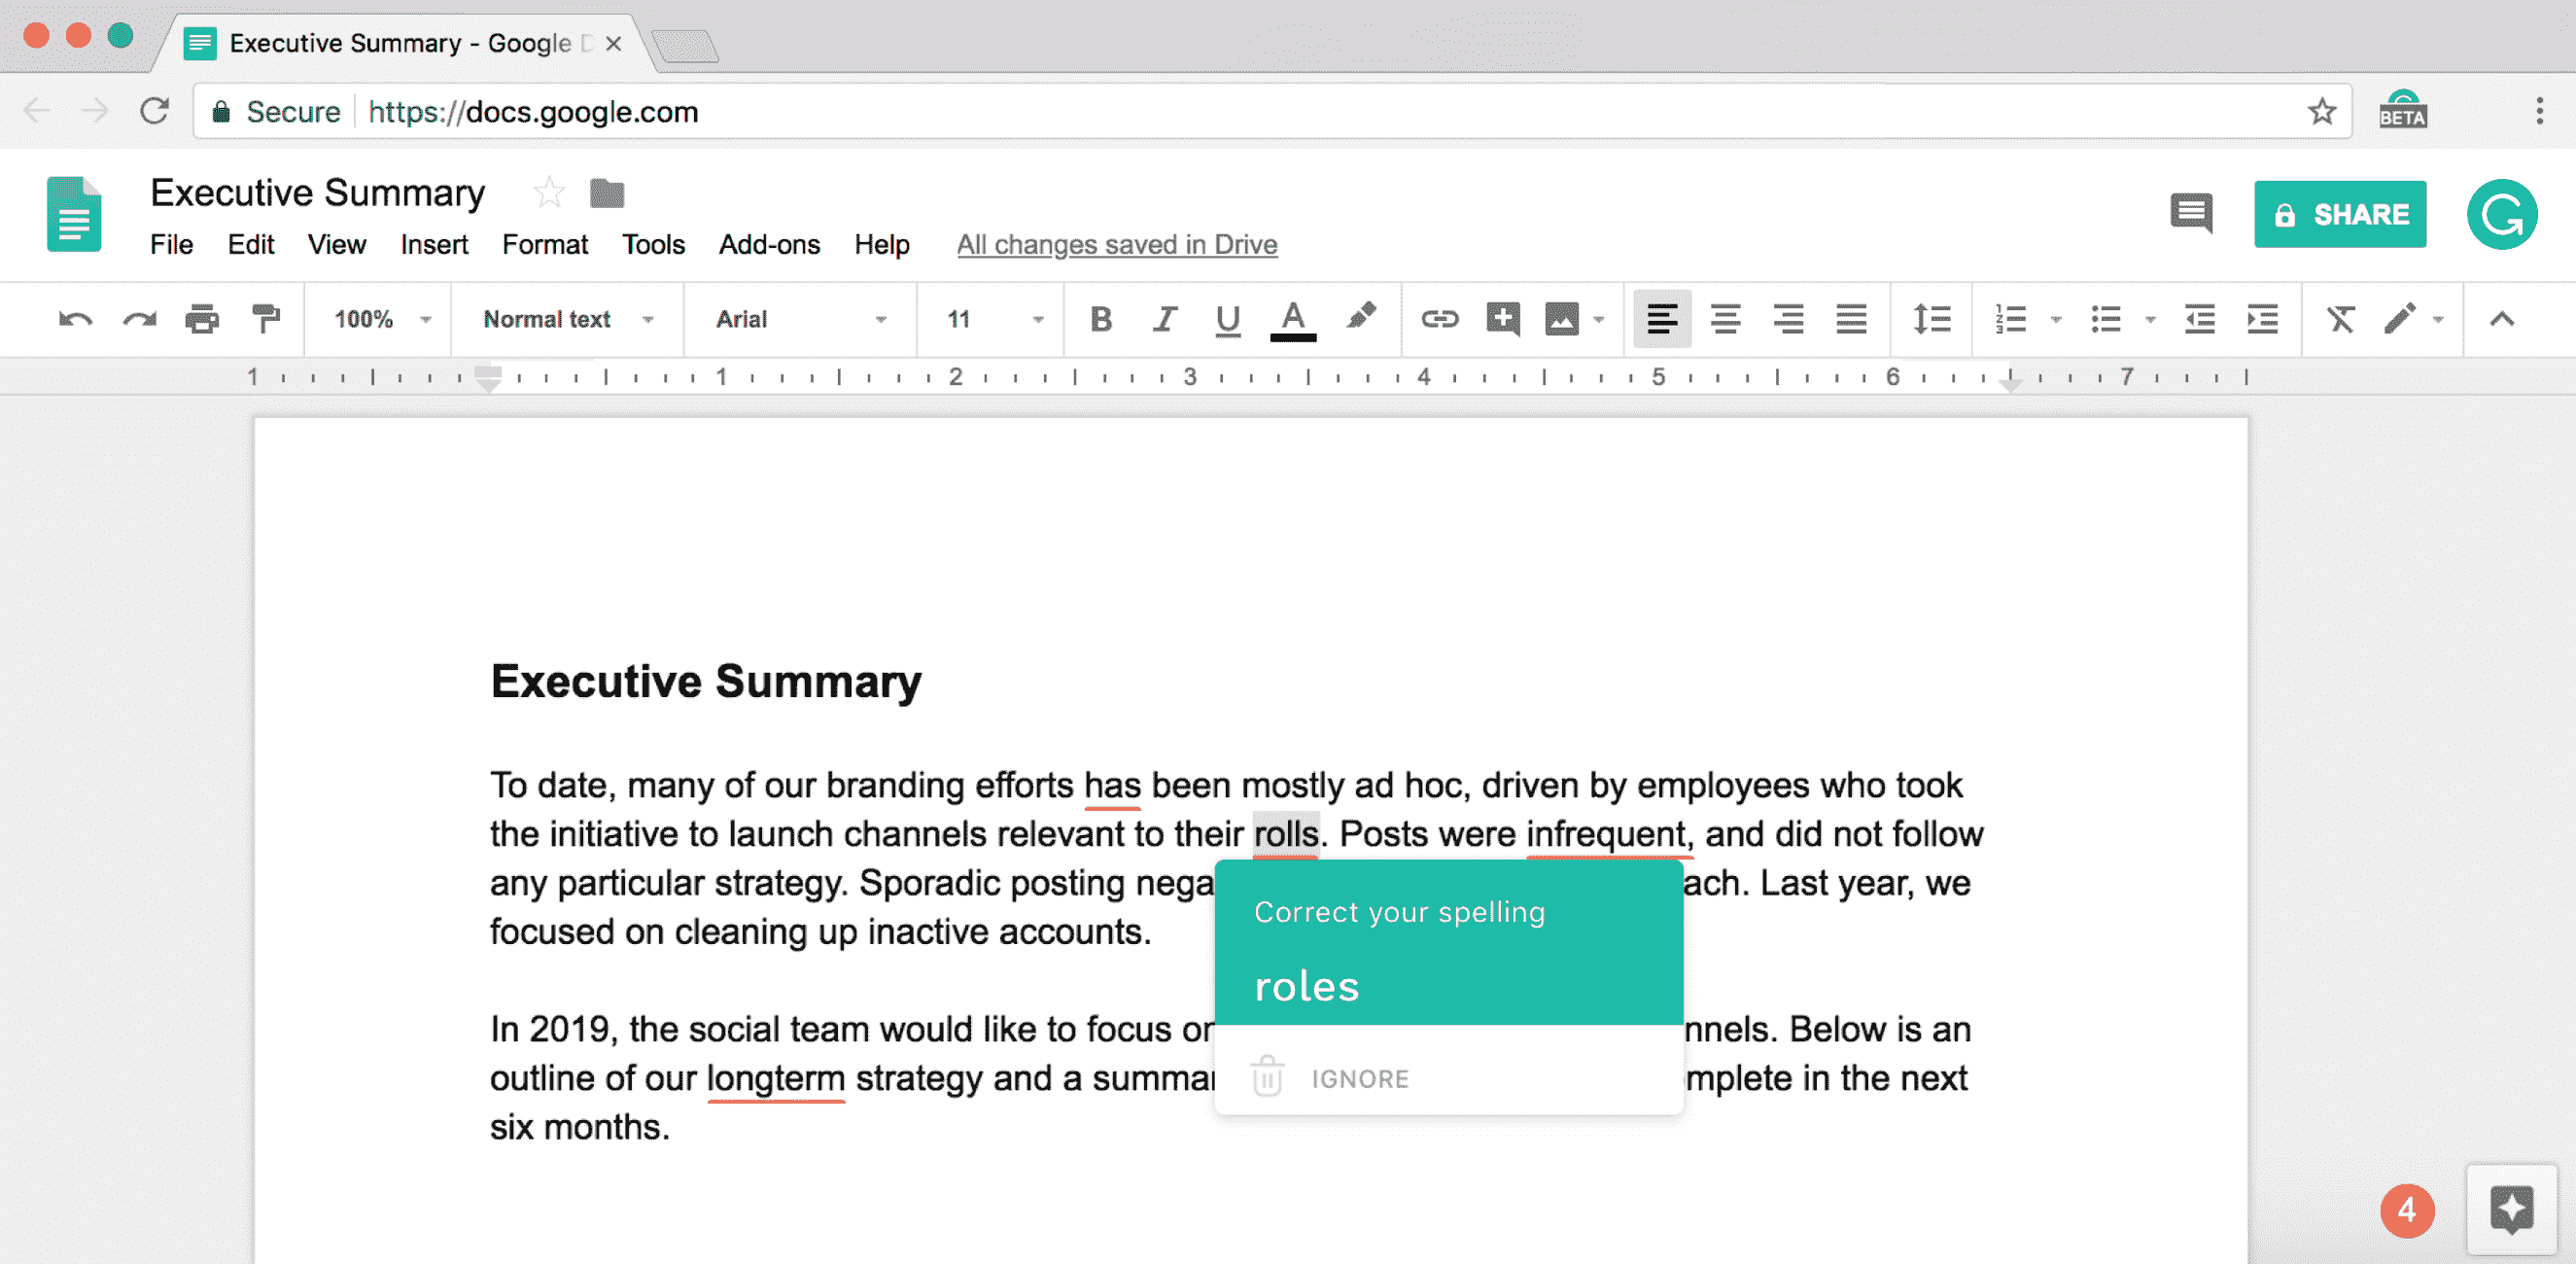 Executive Summary - Google D
Secure https://docs.google.com
BETA
Executive Summary
File Edit View Insert Format Tools Add-ons Help All changes saved in Drive
SHARE
100% Normal text Arial 11 B I U A
1 1 2 3 4 5 6 7
Executive Summary
To date, many of our branding efforts has been mostly ad hoc, driven by employees who took
the initiative to launch channels relevant to their rolls. Posts were infrequent, and did not follow
any particular strategy. Sporadic posting nega ach. Last year, we
focused on cleaning up inactive accounts.
Correct your spelling
roles
IGNORE
In 2019, the social team would like to focus on nnels. Below is an
outline of our longterm strategy and a summar mplete in the next
six months.
4